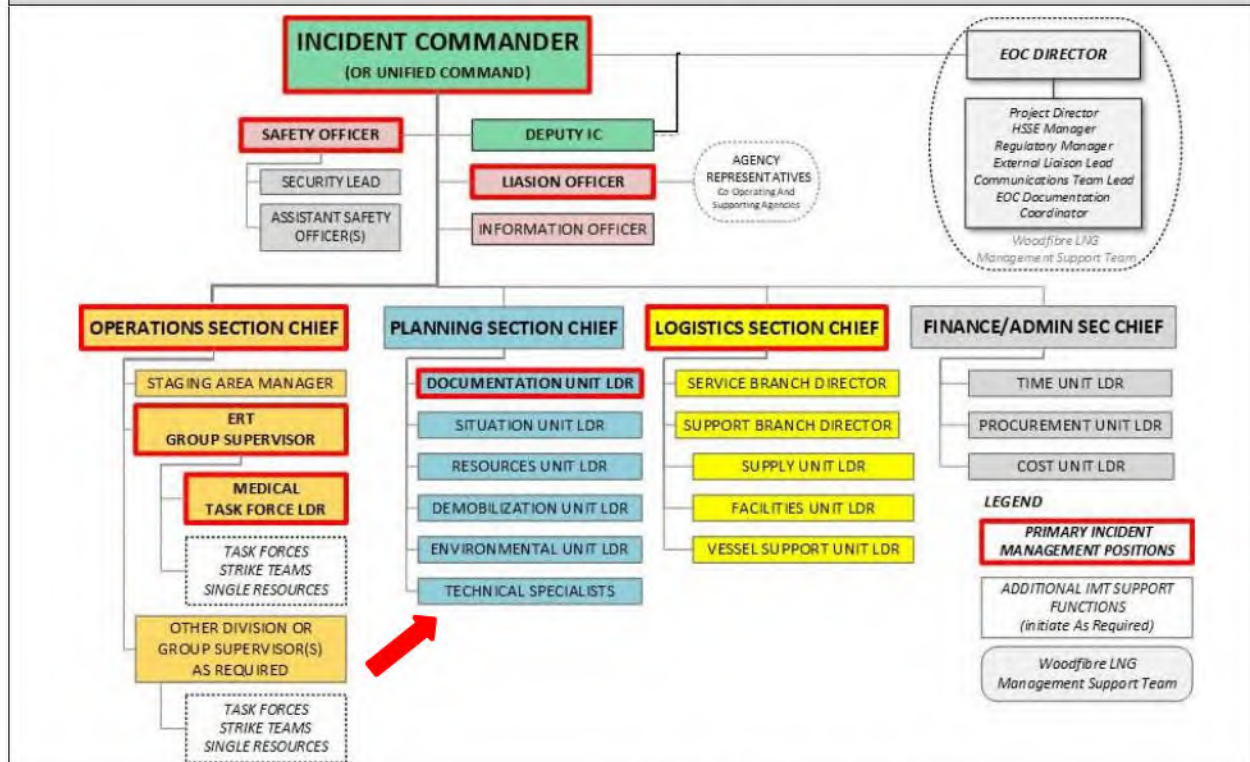 INCIDENT COMMANDER
(OR UNIFIED COMMAND)
EOC DIRECTOR
Project Director
HSSE Manager
Regulatory Manager
External Liaison Lead
Communications Team Lead
EOC Documentation
Coordinator
Woodfibre LNG
Management Support Team
SAFETY OFFICER
DEPUTY IC
SECURITY LEAD
LIASION OFFICER
AGENCY
REPRESENTATIVES
Co Operating And
Supporting Agencies
ASSISTANT SAFETY
OFFICER(S)
INFORMATION OFFICER
OPERATIONS SECTION CHIEF
STAGING AREA MANAGER
ERT
GROUP SUPERVISOR
MEDICAL
TASK FORCE LDR
TASK FORCES
STRIKE TEAMS
SINGLE RESOURCES
OTHER DIVISION OR
GROUP SUPERVISOR(S)
AS REQUIRED
TASK FORCES
STRIKE TEAMS
SINGLE RESOURCES
PLANNING SECTION CHIEF
DOCUMENTATION UNIT LDR
SITUATION UNIT LDR
RESOURCES UNIT LDR
DEMOBILIZATION UNIT LDR
ENVIRONMENTAL UNIT LDR
TECHNICAL SPECIALISTS
LOGISTICS SECTION CHIEF
SERVICE BRANCH DIRECTOR
SUPPORT BRANCH DIRECTOR
SUPPLY UNIT LDR
FACILITIES UNIT LDR
VESSEL SUPPORT UNIT LDR
FINANCE/ADMIN SEC CHIEF
TIME UNIT LDR
PROCUREMENT UNIT LDR
COST UNIT LDR
LEGEND
PRIMARY INCIDENT
MANAGEMENT POSITIONS
ADDITIONAL IMT SUPPORT
FUNCTIONS
(initiate As Required)
Woodfibre LNG
Management Support Team